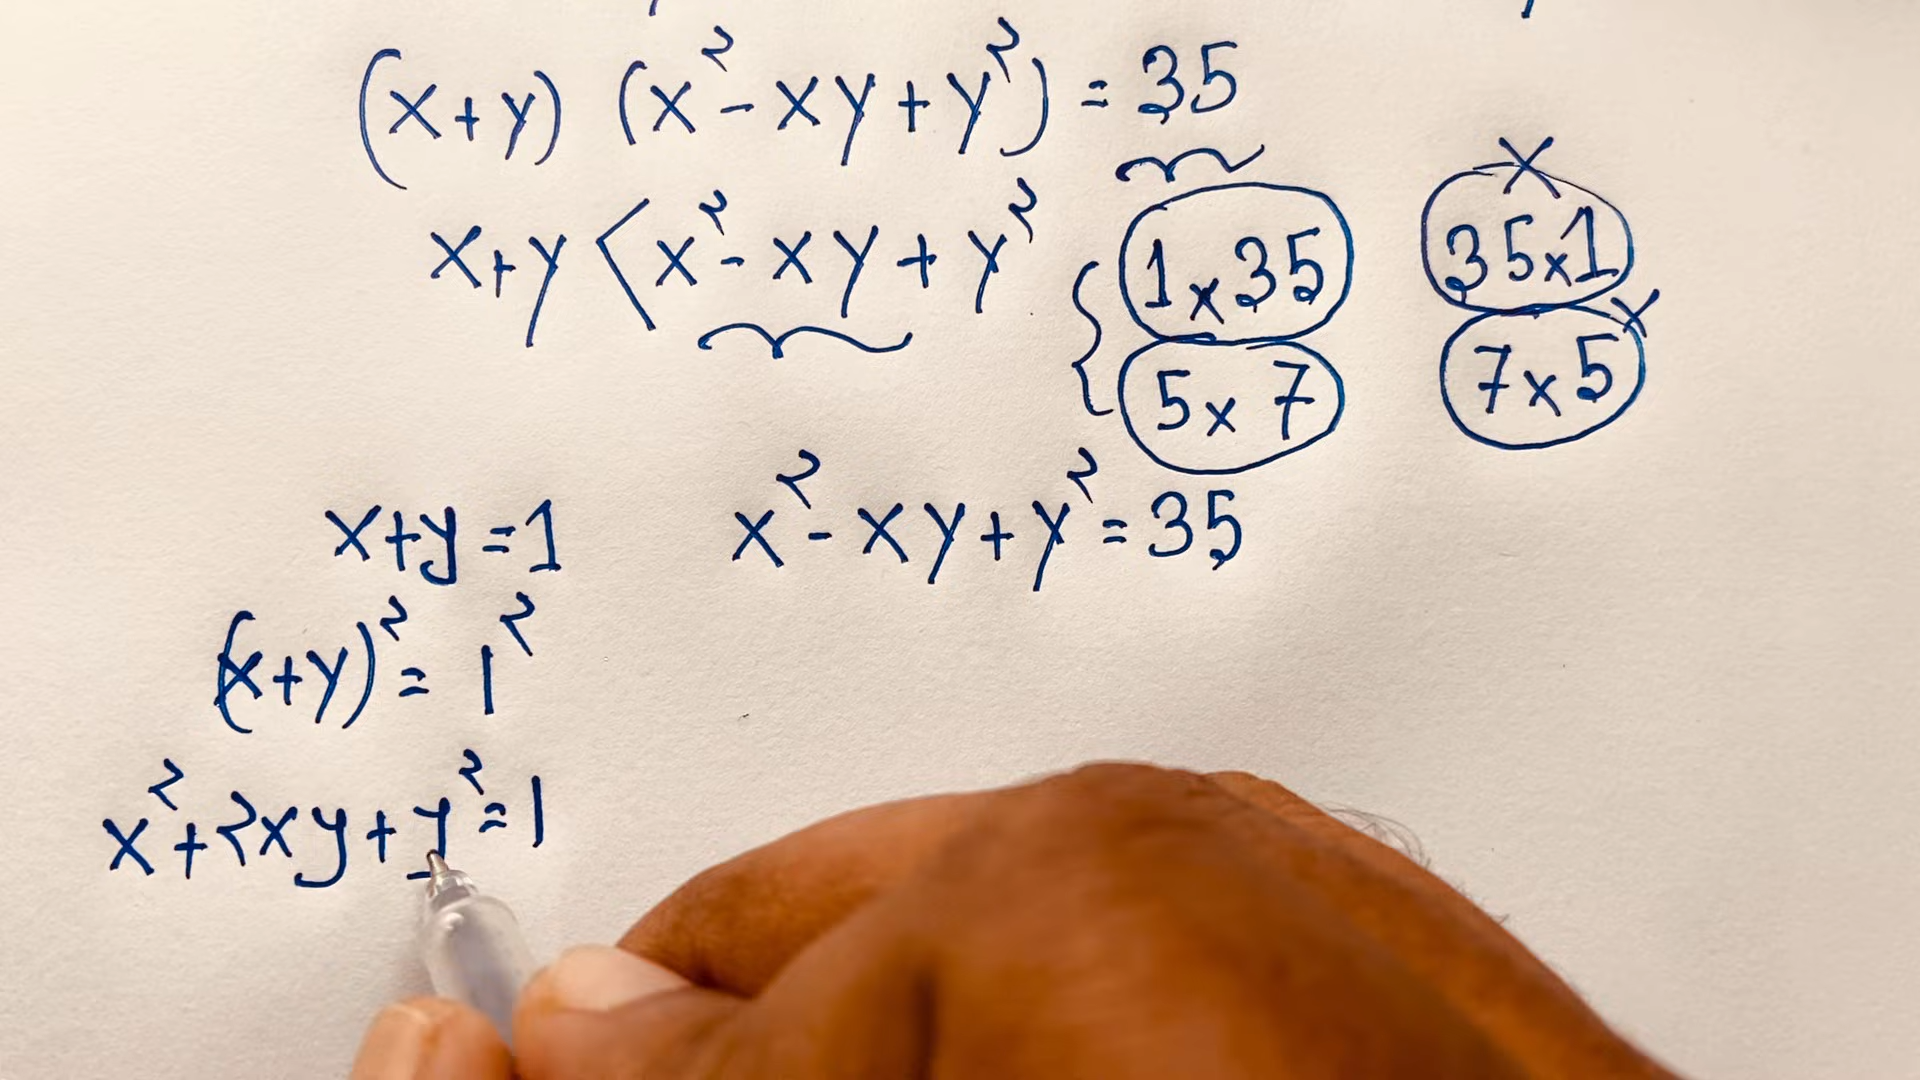 (x+y) (x²-xy+y²) = 35
x+y < x²-xy+y² { 1x35 35x1 x
5x7 7x5 x
x+y=1 x²-xy+y²=35
(x+y)²= 1²
x²+2xy+y²=1